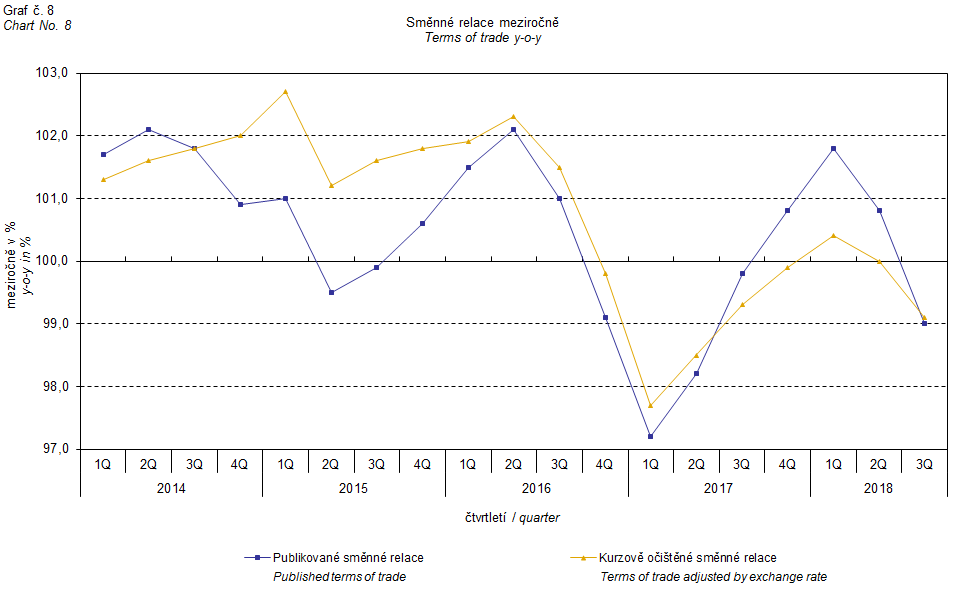 Graf č. 8
Chart No. 8
Směnné relace meziročně
Terms of trade y-o-y
meziročně v %
y-o-y in %
103,0
102,0
101,0
100,0
99,0
98,0
97,0
1Q 2Q 3Q 4Q 1Q 2Q 3Q 4Q 1Q 2Q 3Q 4Q 1Q 2Q 3Q 4Q 1Q 2Q 3Q
2014 2015 2016 2017 2018
čtvrtletí / quarter
Publikované směnné relace Kurzově očištěné směnné relace
Published terms of trade Terms of trade adjusted by exchange rate